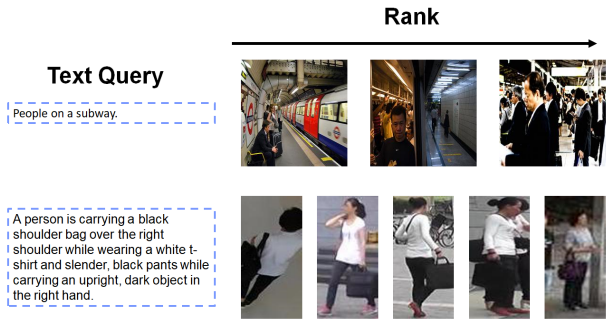 Rank
Text Query
People on a subway.
A person is carrying a black
shoulder bag over the right
shoulder while wearing a white t-
shirt and slender, black pants while
carrying an upright, dark object in
the right hand.